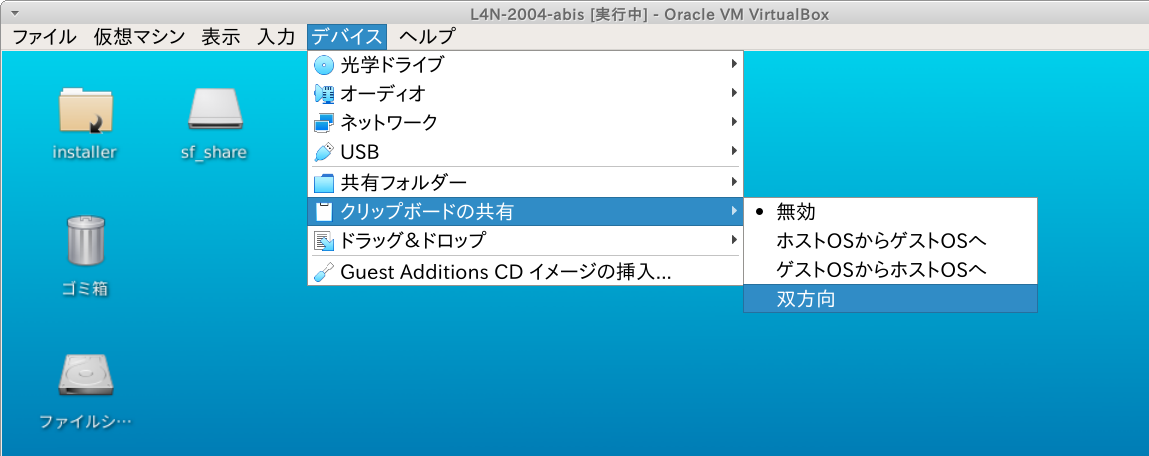 L4N-2004-abis [実行中] - Oracle VM VirtualBox
ファイル 仮想マシン 表示 入力 デバイス ヘルプ
光学ドライブ
オーディオ
ネットワーク
USB
共有フォルダー
クリップボードの共有
ドラッグ&ドロップ
Guest Additions CD イメージの挿入...
無効
ホストOSからゲストOSへ
ゲストOSからホストOSへ
双方向
installer
sf_share
ゴミ箱
ファイルシ…